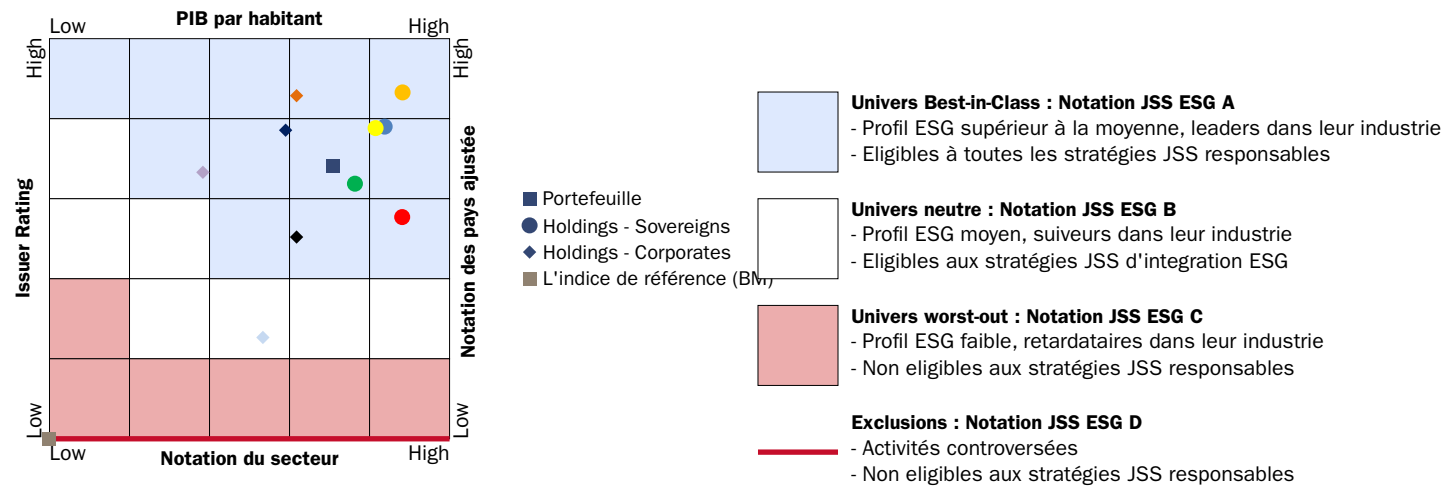 PIB par habitant
Low
High
High
High
Issuer Rating
Notation des pays ajustée
Low
Low
Low
High
Notation du secteur
Portefeuille
Holdings - Sovereigns
Holdings - Corporates
L'indice de référence (BM)
Univers Best-in-Class : Notation JSS ESG A
- Profil ESG supérieur à la moyenne, leaders dans leur industrie
- Eligibles à toutes les stratégies JSS responsables
Univers neutre : Notation JSS ESG B
- Profil ESG moyen, suiveurs dans leur industrie
- Eligibles aux stratégies JSS d'integration ESG
Univers worst-out : Notation JSS ESG C
- Profil ESG faible, retardataires dans leur industrie
- Non eligibles aux stratégies JSS responsables
Exclusions : Notation JSS ESG D
- Activités controversées
- Non eligibles aux stratégies JSS responsables